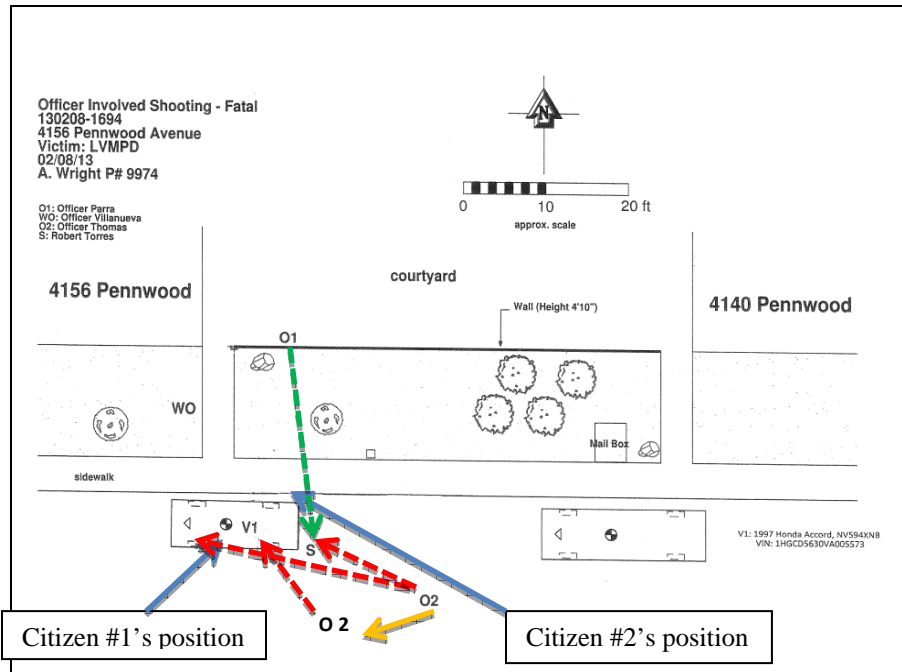 Officer Involved Shooting - Fatal
130208-1694
4156 Pennwood Avenue
Victim: LVMPD
02/08/13
A. Wright P# 9974
N
0 10 20 ft
approx. scale
O1: Officer Parra
WO: Officer Villanueva
O2: Officer Thomas
S: Robert Torres
courtyard
4156 Pennwood
4140 Pennwood
Wall (Height 4'10")
O1
WO
Mail Box
sidewalk
V1
V1: 1997 Honda Accord, NV594XNB
VIN: 1HGCD5630VA005573
S
O2
O 2
Citizen #1's position
Citizen #2's position